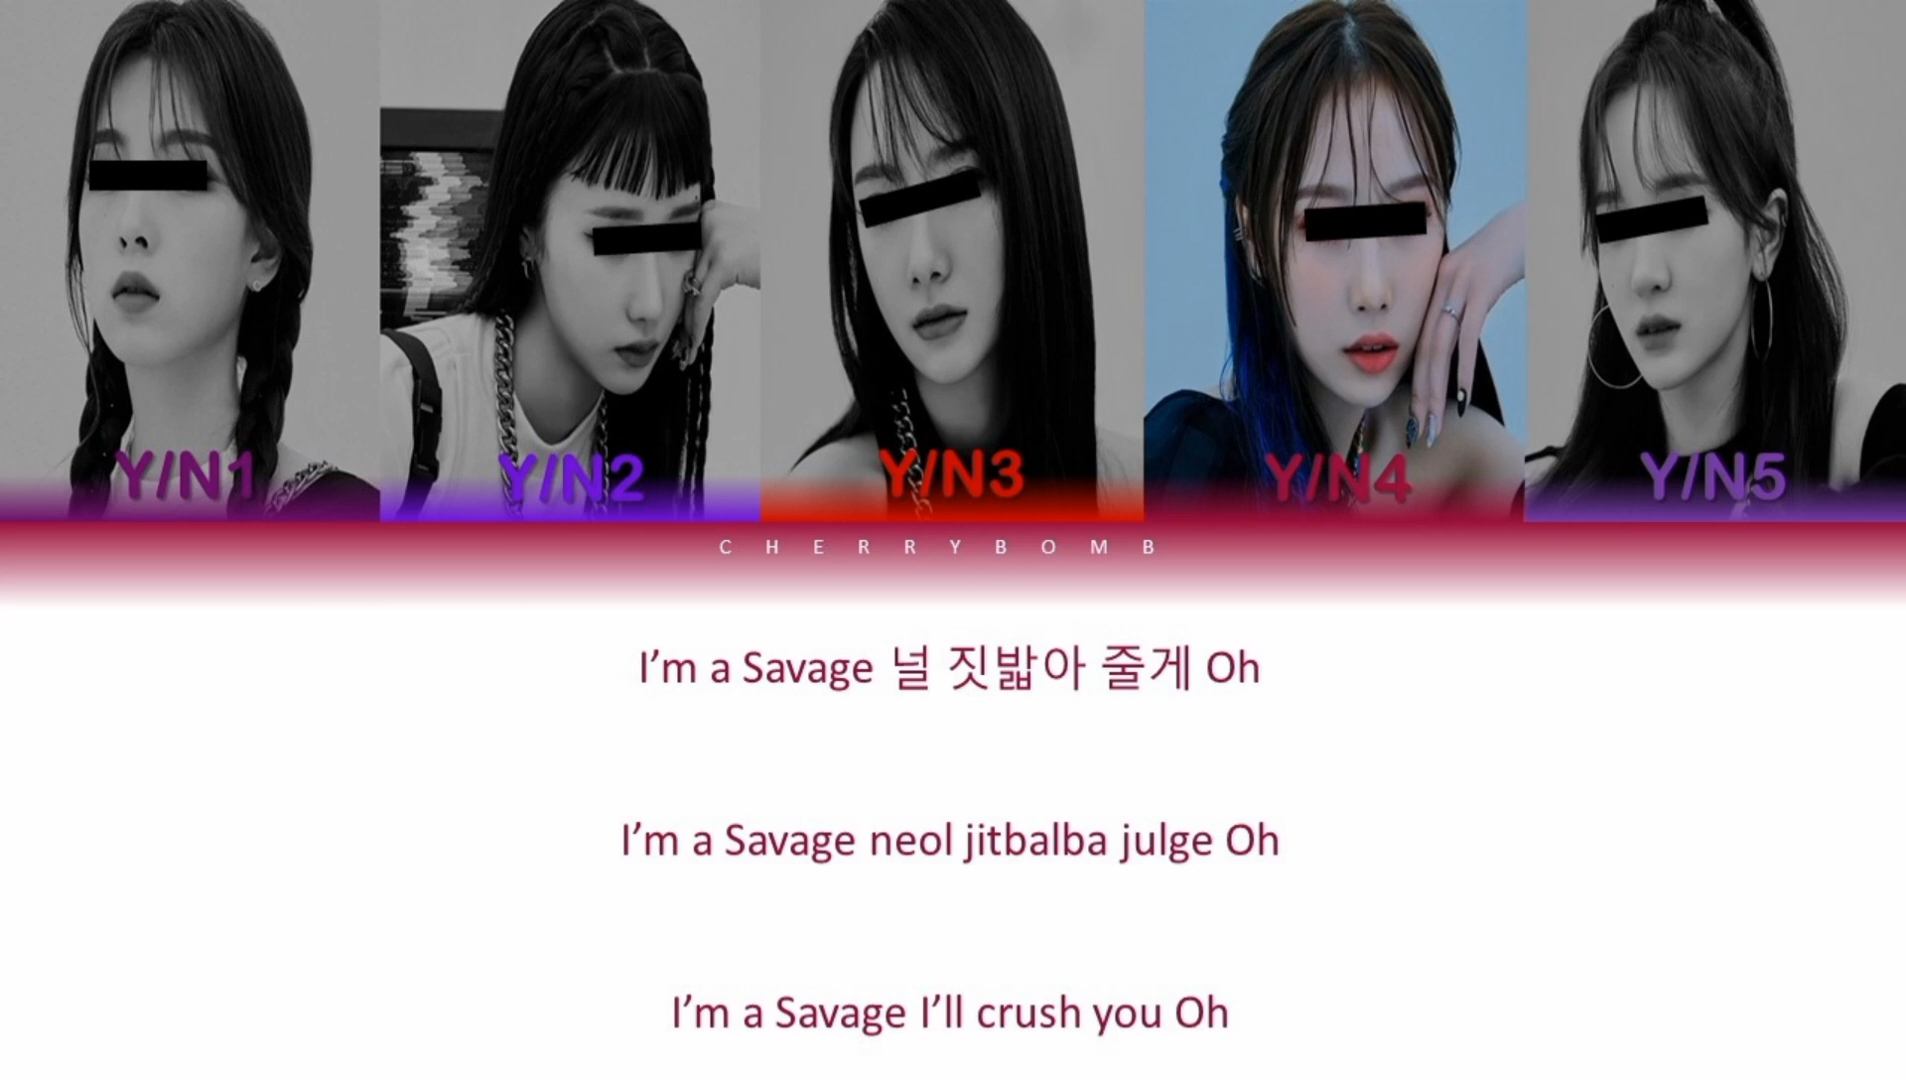 Y/N1 Y/N2 Y/N3 Y/N4 Y/N5
CHERRYBOMB
I'm a Savage 널 짓밟아 줄게 Oh
I'm a Savage neol jitbalba julge Oh
I'm a Savage I'll crush you Oh